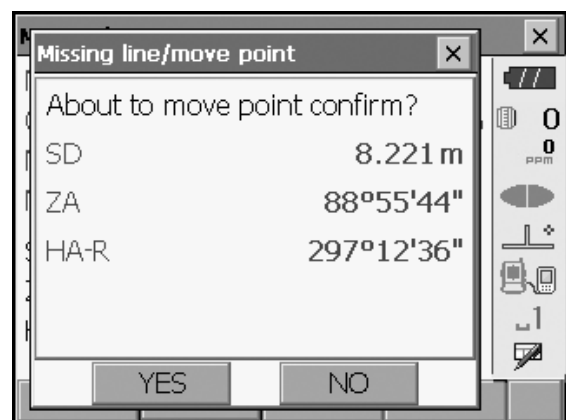 Missing line/move point
About to move point confirm?
SD 8.221 m
ZA 88°55'44"
HA-R 297°12'36"
YES NO
0
0
PPM
1